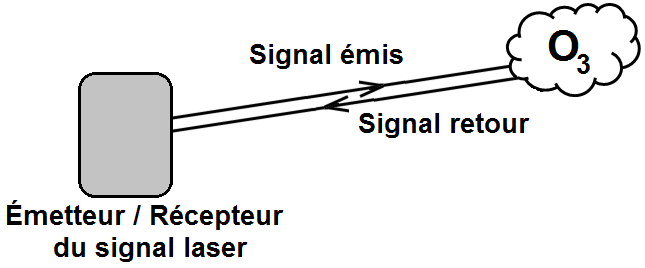 Signal émis
O₃
Signal retour
Émetteur / Récepteur
du signal laser